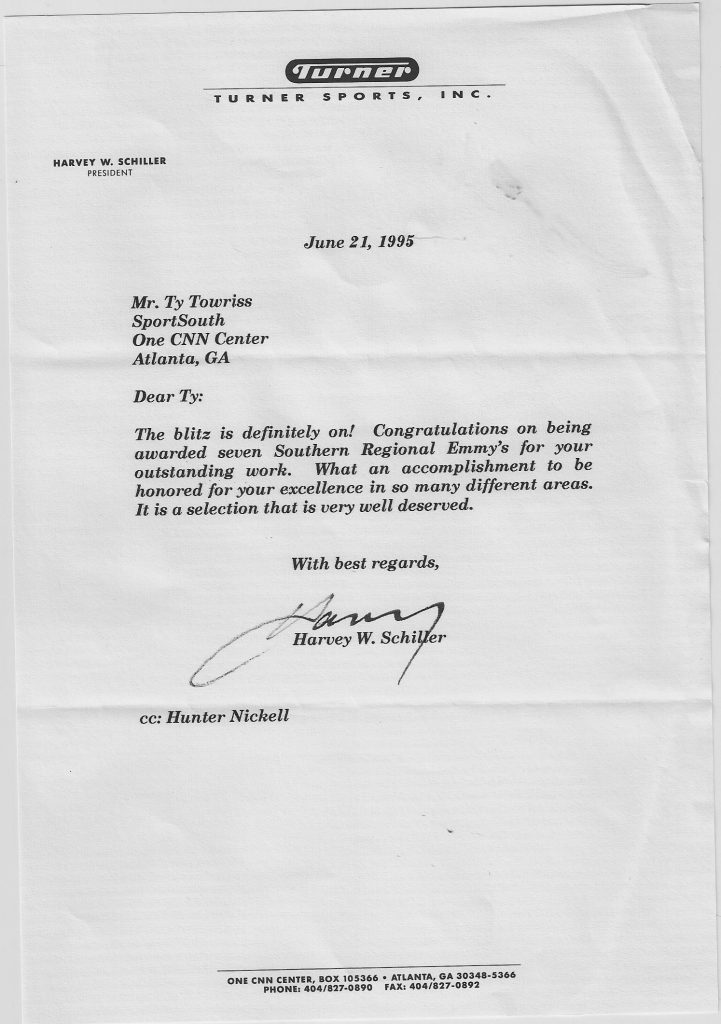 Turner
TURNER SPORTS, INC.
HARVEY W. SCHILLER
PRESIDENT
June 21, 1995
Mr. Ty Towriss
SportSouth
One CNN Center
Atlanta, GA
Dear Ty:
The blitz is definitely on! Congratulations on being
awarded seven Southern Regional Emmy's for your
outstanding work. What an accomplishment to be
honored for your excellence in so many different areas.
It is a selection that is very well deserved.
With best regards,
Harvey
Harvey W. Schiller
cc: Hunter Nickell
ONE CNN CENTER, BOX 105366 • ATLANTA, GA 30348-5366
PHONE: 404/827-0890 FAX: 404/827-0892